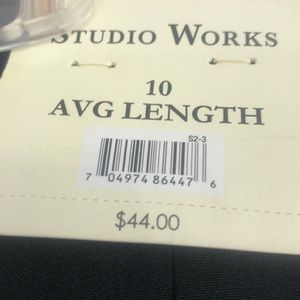 STUDIO WORKS
10
AVG LENGTH
S2-3
7 04974 86447 6
$44.00